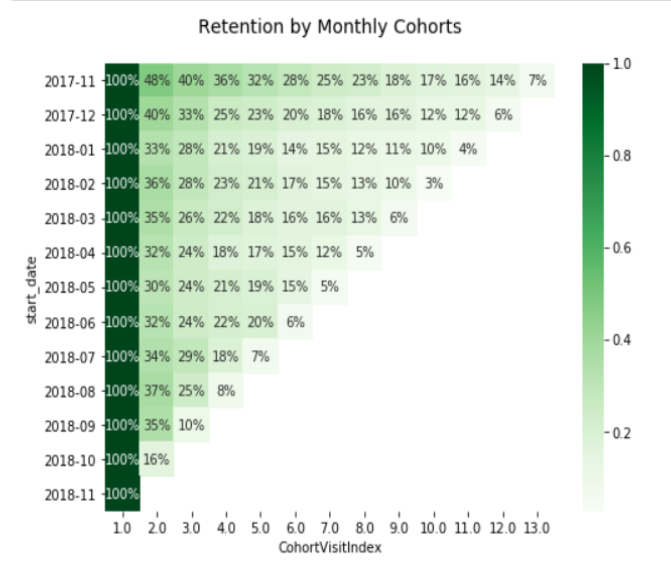 Retention by Monthly Cohorts
2017-11 100% 48% 40% 36% 32% 28% 25% 23% 18% 17% 16% 14% 7%
2017-12 100% 40% 33% 25% 23% 20% 18% 16% 16% 12% 12% 6%
2018-01 100% 33% 28% 21% 19% 14% 15% 12% 11% 10% 4%
2018-02 100% 36% 28% 23% 21% 17% 15% 13% 10% 3%
2018-03 100% 35% 26% 22% 18% 16% 16% 13% 6%
2018-04 100% 32% 24% 18% 17% 15% 12% 5%
2018-05 100% 30% 24% 21% 19% 15% 5%
2018-06 100% 32% 24% 22% 20% 6%
2018-07 100% 34% 29% 18% 7%
2018-08 100% 37% 25% 8%
2018-09 100% 35% 10%
2018-10 100% 16%
2018-11 100%
start_date
1.0 2.0 3.0 4.0 5.0 6.0 7.0 8.0 9.0 10.0 11.0 12.0 13.0
CohortVisitIndex
1.0
0.8
0.6
0.4
0.2